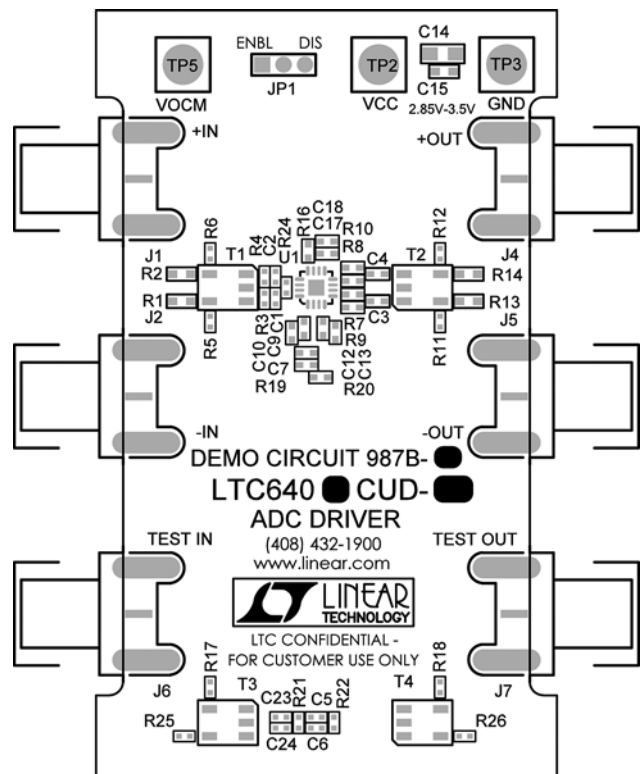 ENBL DIS C14
TP5 TP2 TP3
JP1 C15
VOCM VCC 2.85V-3.5V GND
+IN +OUT
R6 R4 C2 R24 R16 C18 C17 R10 R8 R12
J1 T1 U1 C4 T2 J4
R2 R14
R1 C3 R13
J2 R3 C1 R7 J5
R5 R9 R11
C10 C9 C7 C12 C13
R19 R20
-IN -OUT
DEMO CIRCUIT 987B-
LTC640 CUD-
ADC DRIVER
TEST IN (408) 432-1900 TEST OUT
www.linear.com
LINEAR
TECHNOLOGY
LTC CONFIDENTIAL -
FOR CUSTOMER USE ONLY
R17 R18
J6 T3 C23 R21 C5 R22 T4 J7
R25 C24 C6 R26